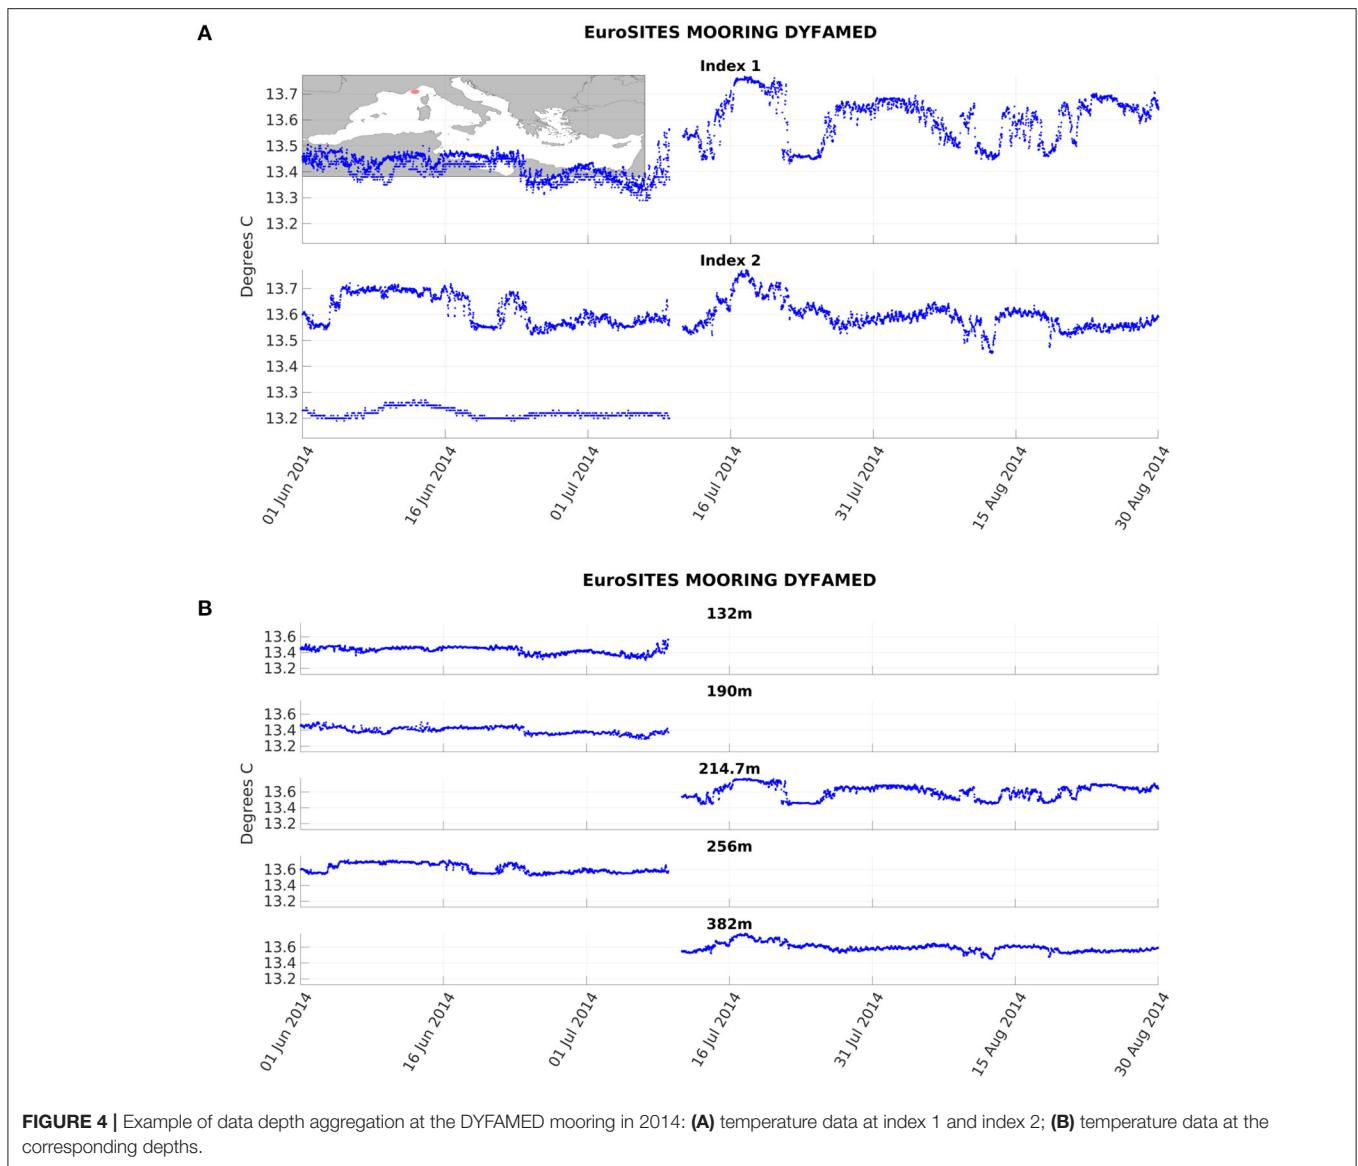 A
EuroSITES MOORING DYFAMED
Index 1
13.7
13.6
13.5
13.4
13.3
13.2
Degrees C
Index 2
13.7
13.6
13.5
13.4
13.3
13.2
01 Jun 2014
16 Jun 2014
01 Jul 2014
16 Jul 2014
31 Jul 2014
15 Aug 2014
30 Aug 2014
EuroSITES MOORING DYFAMED
B
132m
13.6
13.4
13.2
190m
13.6
13.4
13.2
Degrees C
214.7m
13.6
13.4
13.2
256m
13.6
13.4
13.2
382m
13.6
13.4
13.2
01 Jun 2014
16 Jun 2014
01 Jul 2014
16 Jul 2014
31 Jul 2014
15 Aug 2014
30 Aug 2014
FIGURE 4 | Example of data depth aggregation at the DYFAMED mooring in 2014: (A) temperature data at index 1 and index 2; (B) temperature data at the
corresponding depths.